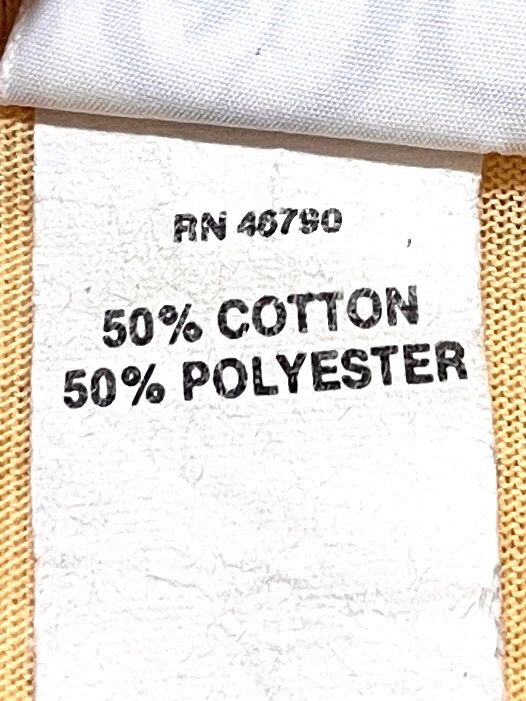 RN 46790
50% COTTON
50% POLYESTER